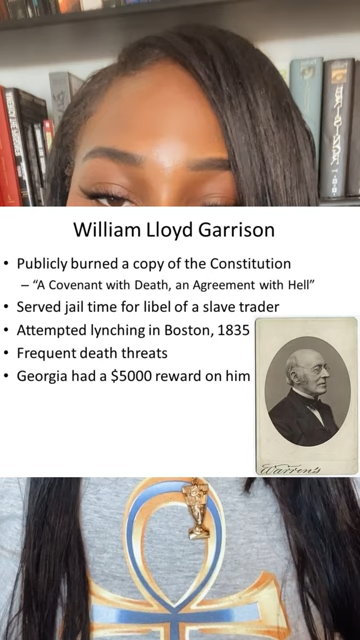 William Lloyd Garrison
• Publicly burned a copy of the Constitution
– “A Covenant with Death, an Agreement with Hell”
• Served jail time for libel of a slave trader
• Attempted lynching in Boston, 1835
• Frequent death threats
• Georgia had a $5000 reward on him
Warren's